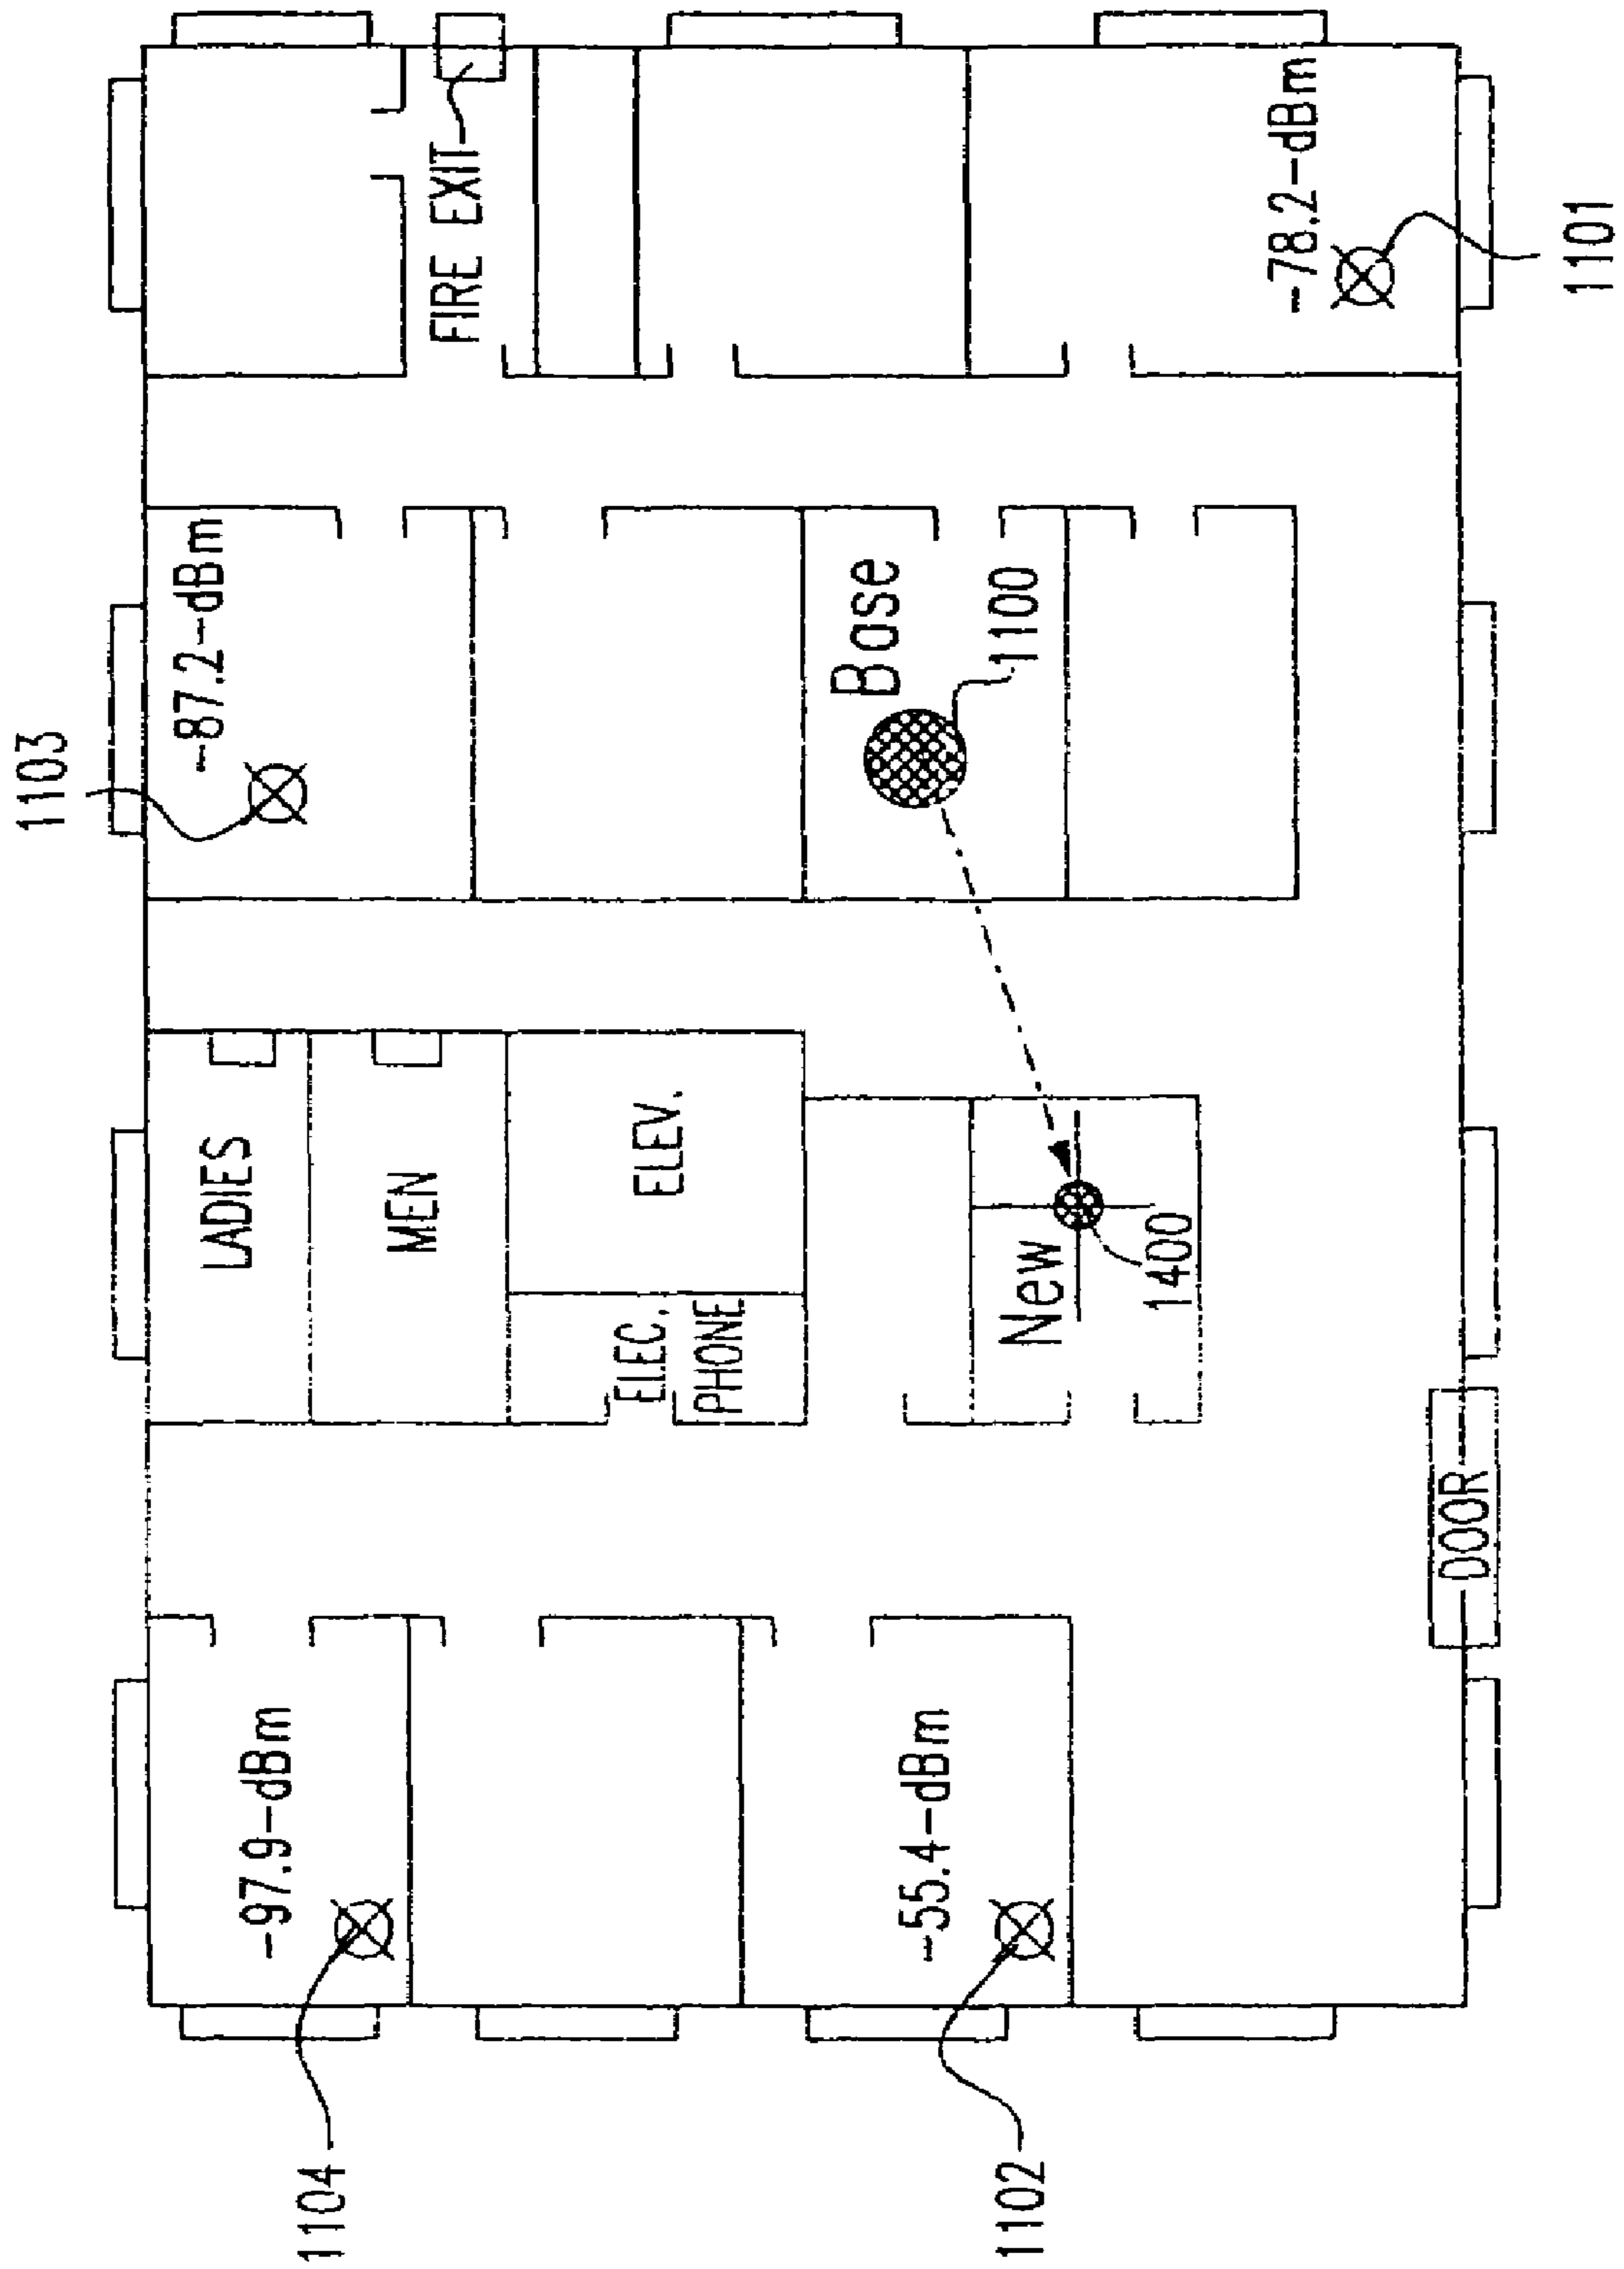 1103
-87.2-dBm
LADIES
-97.9-dBm
1104
MEN
FIRE EXIT
ELEC.
PHONE
ELEV.
Base
1100
-55.4-dBm
1102
New
1400
-78.2-dBm
DOOR
1101